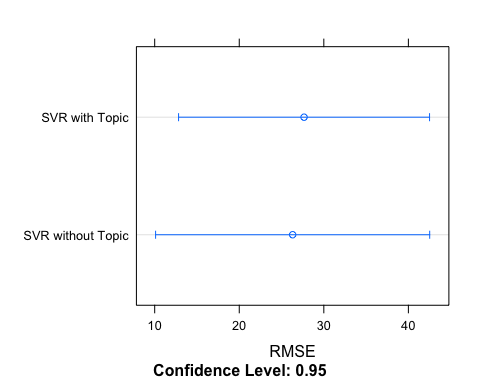 SVR with Topic
SVR without Topic
10 20 30 40
RMSE
Confidence Level: 0.95